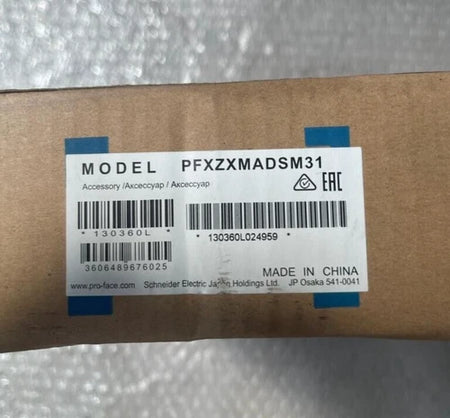 MODEL PFXZXMADSM31
Accessory /Аксессуар / Аксессуар
EAC
* 130360L *
* 130360L024959 *
3606489676025
MADE IN CHINA
www.pro-face.com Schneider Electric Japan Holdings Ltd. JP Osaka 541-0041